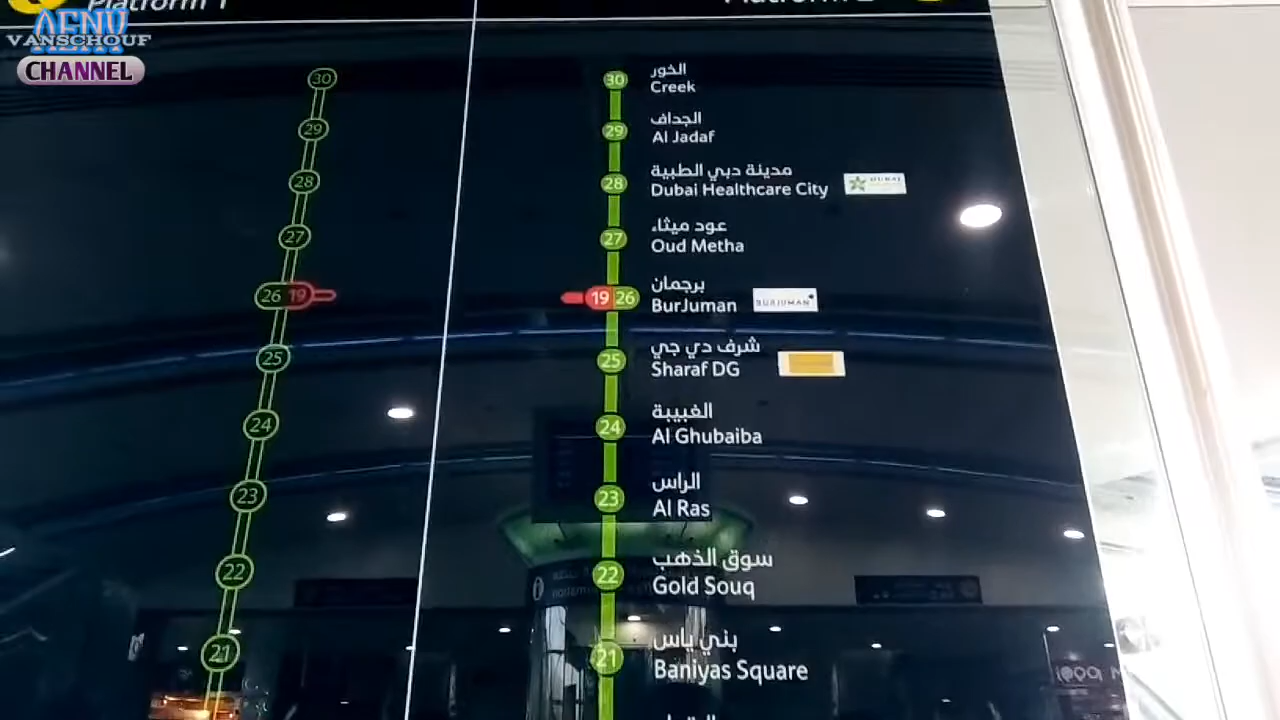 Platform 1
AENV
VANSCHOUF
CHANNEL
30
30
الخور
Creek
29
29
الجداف
Al Jadaf
28
28
مدينة دبي الطبية
Dubai Healthcare City
DUBAI
27
27
عود ميثاء
Oud Metha
26 19
19 26
برجمان
BurJuman
BURJUMAN
25
25
شرف دي جي
Sharaf DG
24
24
الغبيبة
Al Ghubaiba
23
23
الراس
Al Ras
22
22
سوق الذهب
Gold Souq
21
21
بني ياس
Baniyas Square